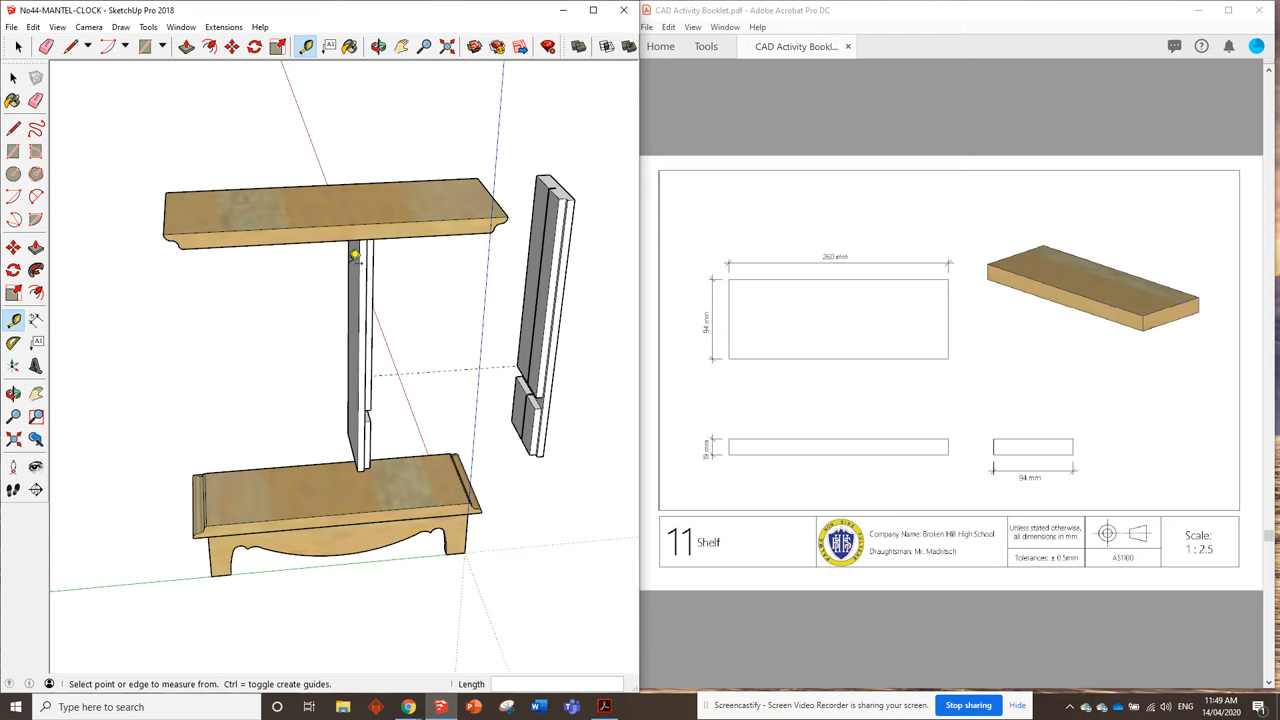 No44-MANTEL-CLOCK - SketchUp Pro 2018
File Edit View Camera Draw Tools Window Extensions Help
Select point or edge to measure from. Ctrl = toggle create guides.
Length
CAD Activity Booklet.pdf - Adobe Acrobat Pro DC
File Edit View Window Help
Home Tools CAD Activity Bookl...
260 mm
94 mm
19 mm
94 mm
11 Shelf
BHHS
Company Name: Broken Hill High School
Draughtsman: Mr. Madritsch
Unless stated otherwise,
all dimensions in mm.
Tolerances: ± 0.5mm
AS1100
Scale:
1 : 2.5
Type here to search
Screencastify - Screen Video Recorder is sharing your screen.
Stop sharing
Hide
ENG
11:49 AM
14/04/2020